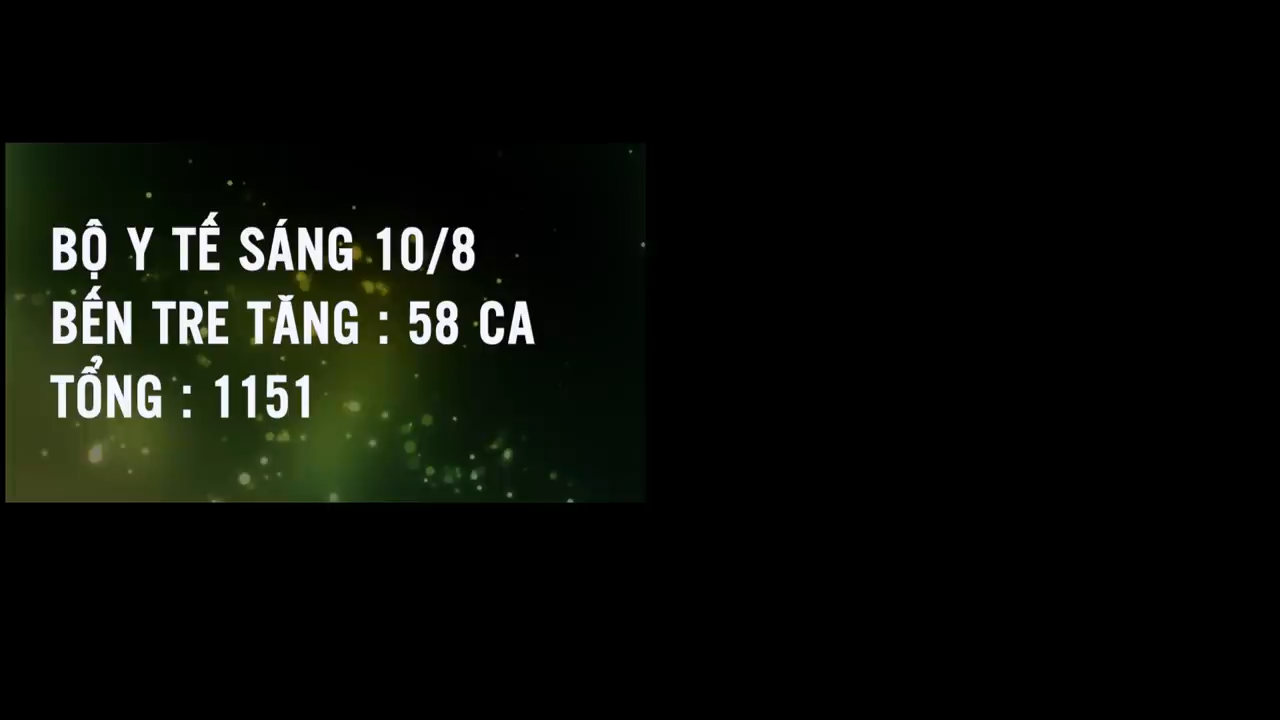 BỘ Y TẾ SÁNG 10/8
BẾN TRE TĂNG : 58 CA
TỔNG : 1151